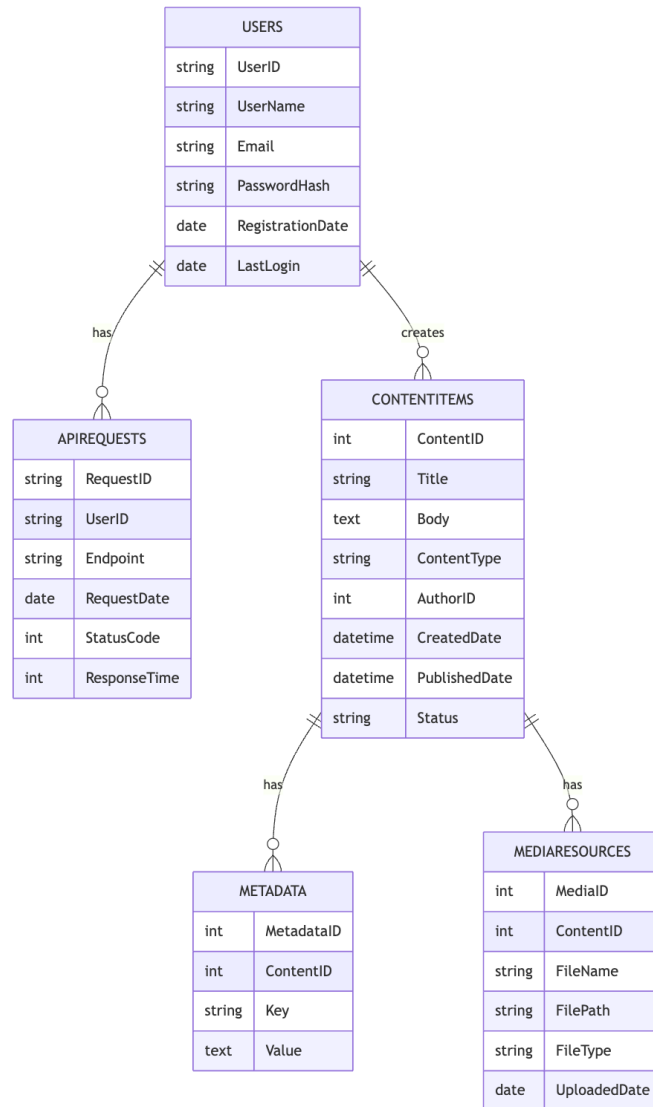 USERS
string UserID
string UserName
string Email
string PasswordHash
date RegistrationDate
date LastLogin
has
creates
APIREQUESTS
string RequestID
string UserID
string Endpoint
date RequestDate
int StatusCode
int ResponseTime
CONTENTITEMS
int ContentID
string Title
text Body
string ContentType
int AuthorID
datetime CreatedDate
datetime PublishedDate
string Status
has
has
METADATA
int MetadataID
int ContentID
string Key
text Value
MEDIARESOURCES
int MediaID
int ContentID
string FileName
string FilePath
string FileType
date UploadedDate